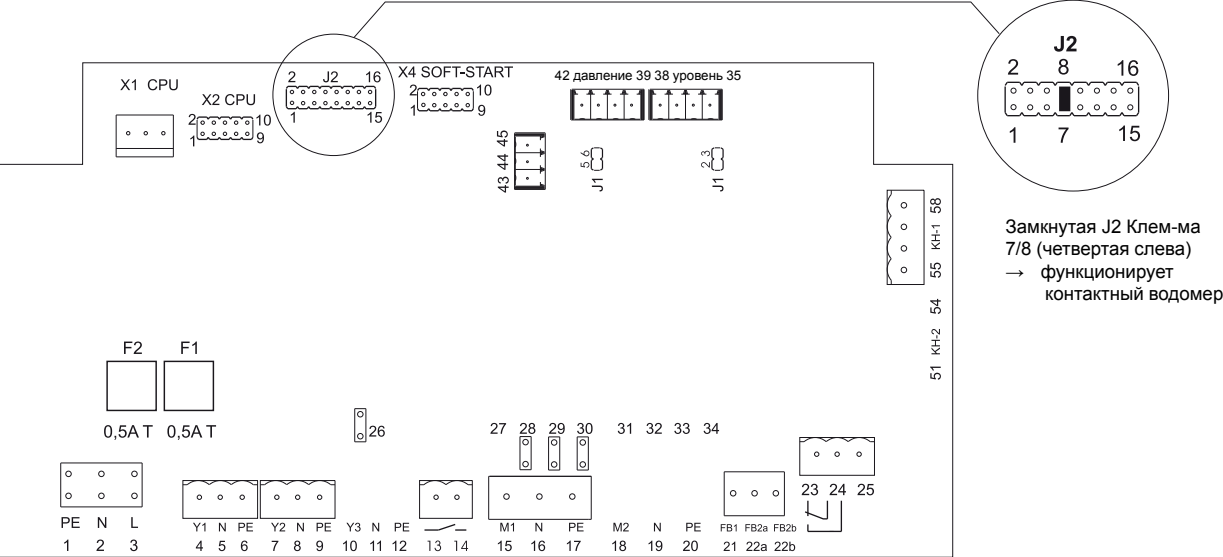 J2
2 8 16
1 7 15
X1 CPU
X2 CPU
2 10
1 9
2 J2 16
1 15
X4 SOFT-START
2 10
1 9
42 давление 39 38 уровень 35
43 44 45
5 6
J1
2 3
J1
58
КН-1
55
54
КН-2
51
Замкнутая J2 Клем-ма
7/8 (четвертая слева)
→ функционирует
контактный водомер
F2 F1
0,5A T 0,5A T
26
27 28 29 30 31 32 33 34
23 24 25
PE N L
1 2 3
Y1 N PE Y2 N PE Y3 N PE
4 5 6 7 8 9 10 11 12 13 14
M1 N PE M2 N PE
15 16 17 18 19 20
FB1 FB2a FB2b
21 22a 22b